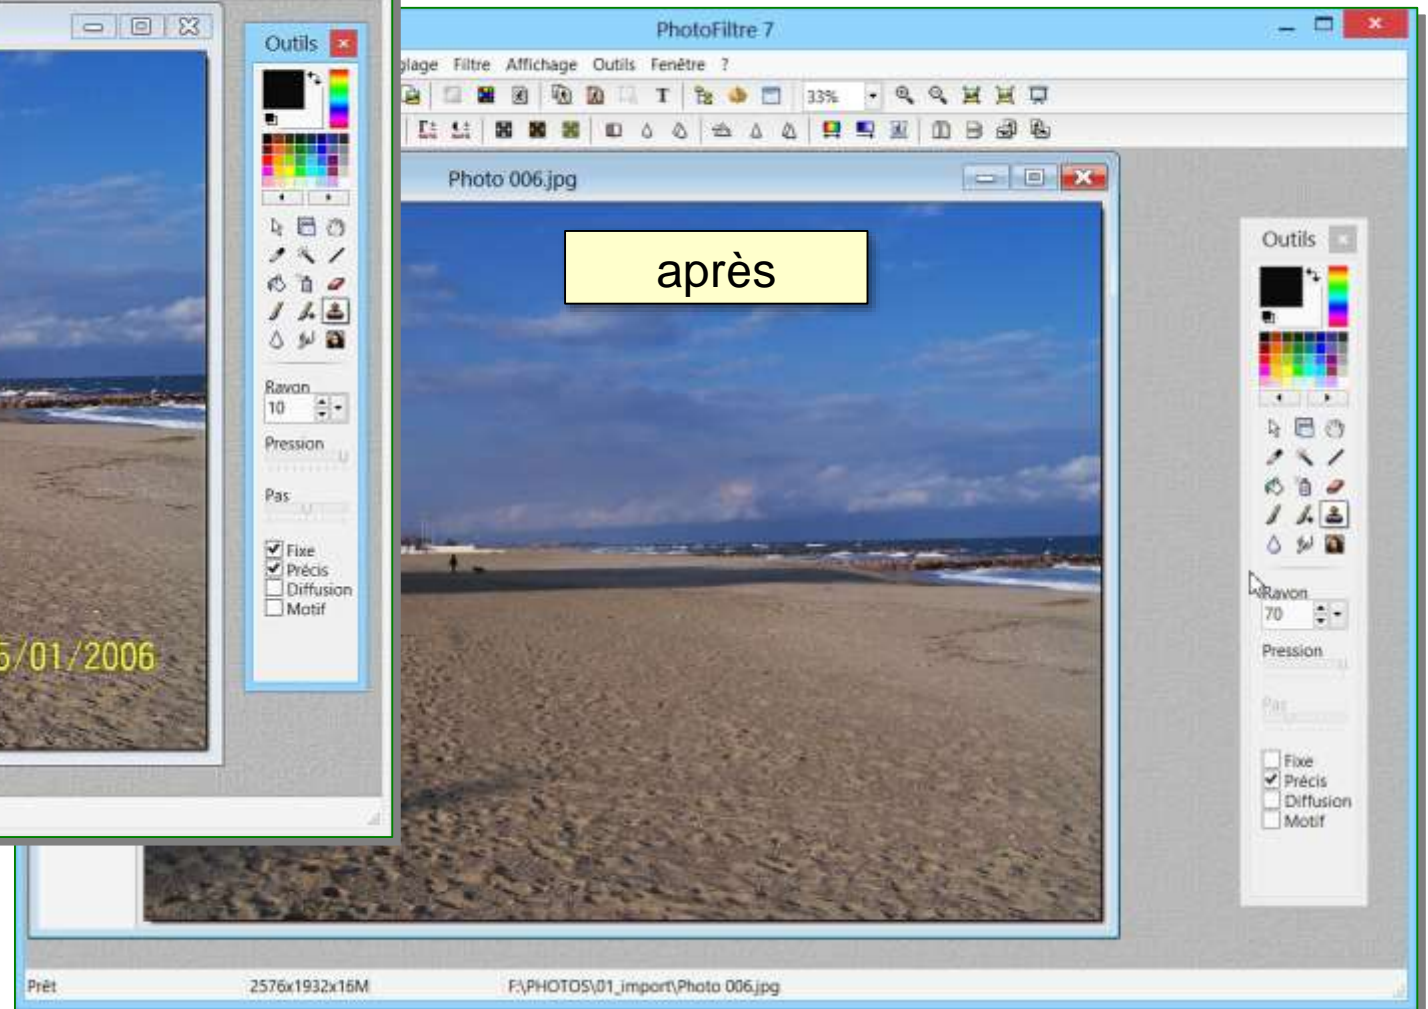 Outils
Rayon
10
Pression
Pas
Fixe
Précis
Diffusion
Motif
5/01/2006
PhotoFiltre 7
glage Filtre Affichage Outils Fenêtre ?
T
33%
Photo 006.jpg
après
Outils
Rayon
70
Pression
Pas
Fixe
Précis
Diffusion
Motif
Prêt 2576x1932x16M F:\PHOTOS\01_import\Photo 006.jpg